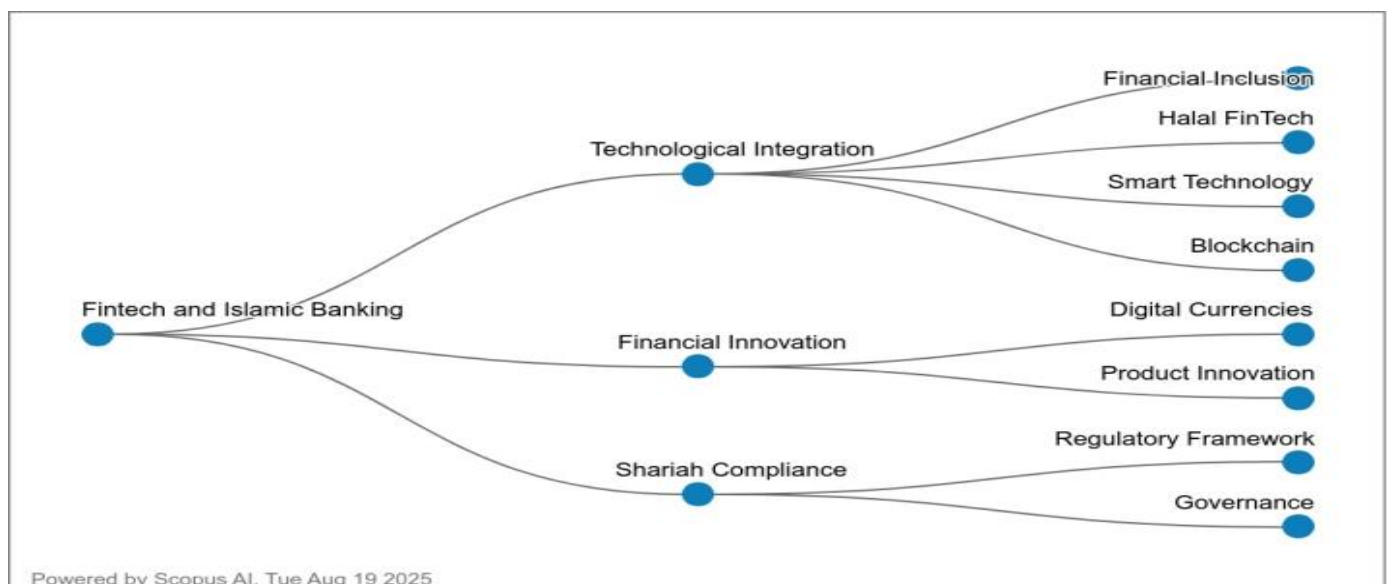 Financial Inclusion
Halal FinTech
Technological Integration
Smart Technology
Blockchain
Fintech and Islamic Banking
Digital Currencies
Financial Innovation
Product Innovation
Regulatory Framework
Shariah Compliance
Governance
Powered by Scopus AI, Tue Aug 19 2025